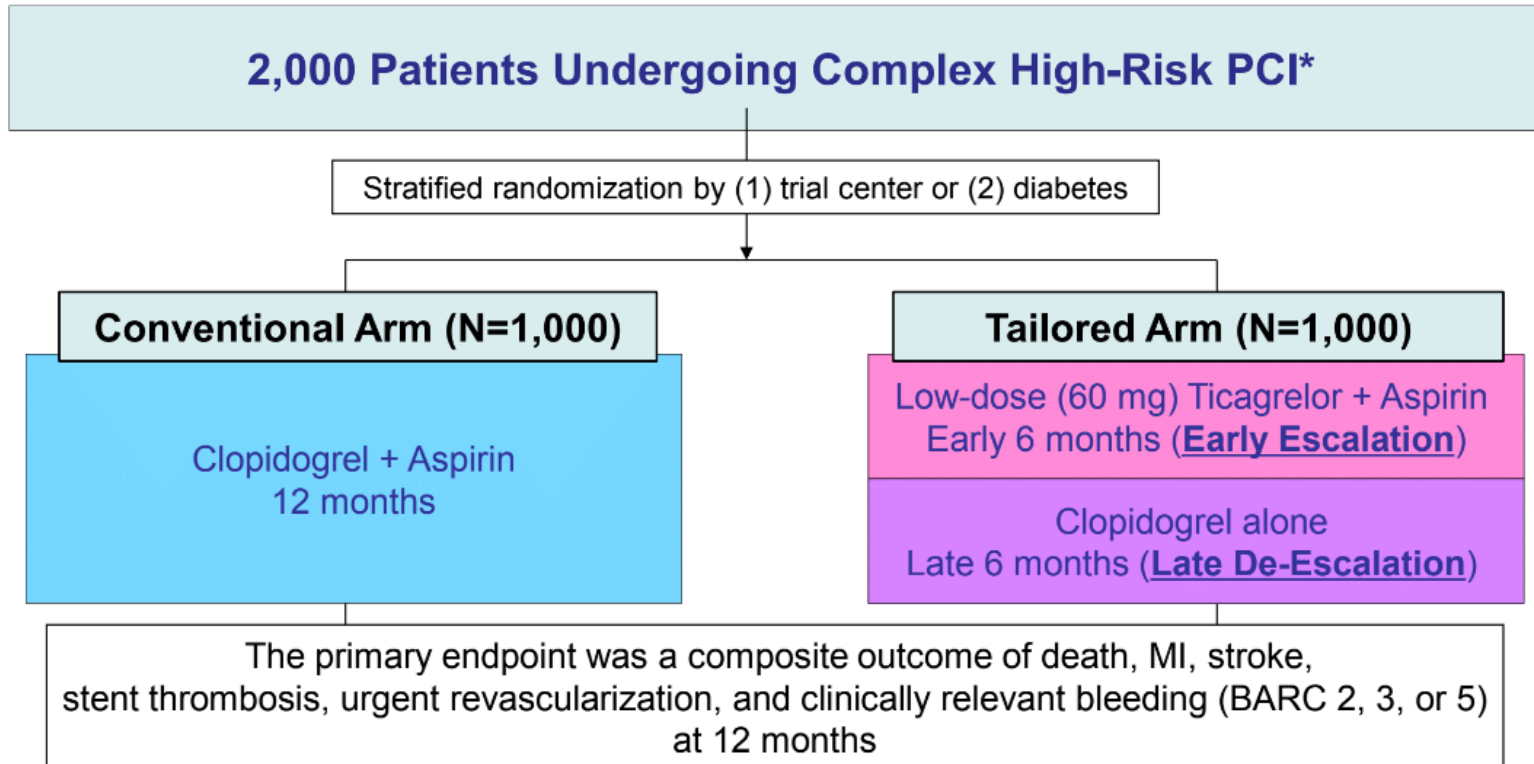 2,000 Patients Undergoing Complex High-Risk PCI*
Stratified randomization by (1) trial center or (2) diabetes
Conventional Arm (N=1,000)
Clopidogrel + Aspirin
12 months
Tailored Arm (N=1,000)
Low-dose (60 mg) Ticagrelor + Aspirin
Early 6 months (Early Escalation)
Clopidogrel alone
Late 6 months (Late De-Escalation)
The primary endpoint was a composite outcome of death, MI, stroke,
stent thrombosis, urgent revascularization, and clinically relevant bleeding (BARC 2, 3, or 5)
at 12 months